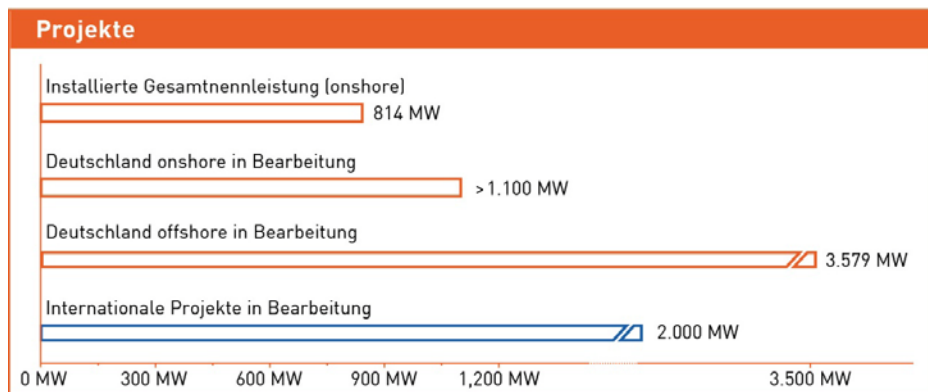 Projekte
Installierte Gesamtnennleistung (onshore)
814 MW
Deutschland onshore in Bearbeitung
>1.100 MW
Deutschland offshore in Bearbeitung
3.579 MW
Internationale Projekte in Bearbeitung
2.000 MW
0 MW 300 MW 600 MW 900 MW 1,200 MW 3.500 MW